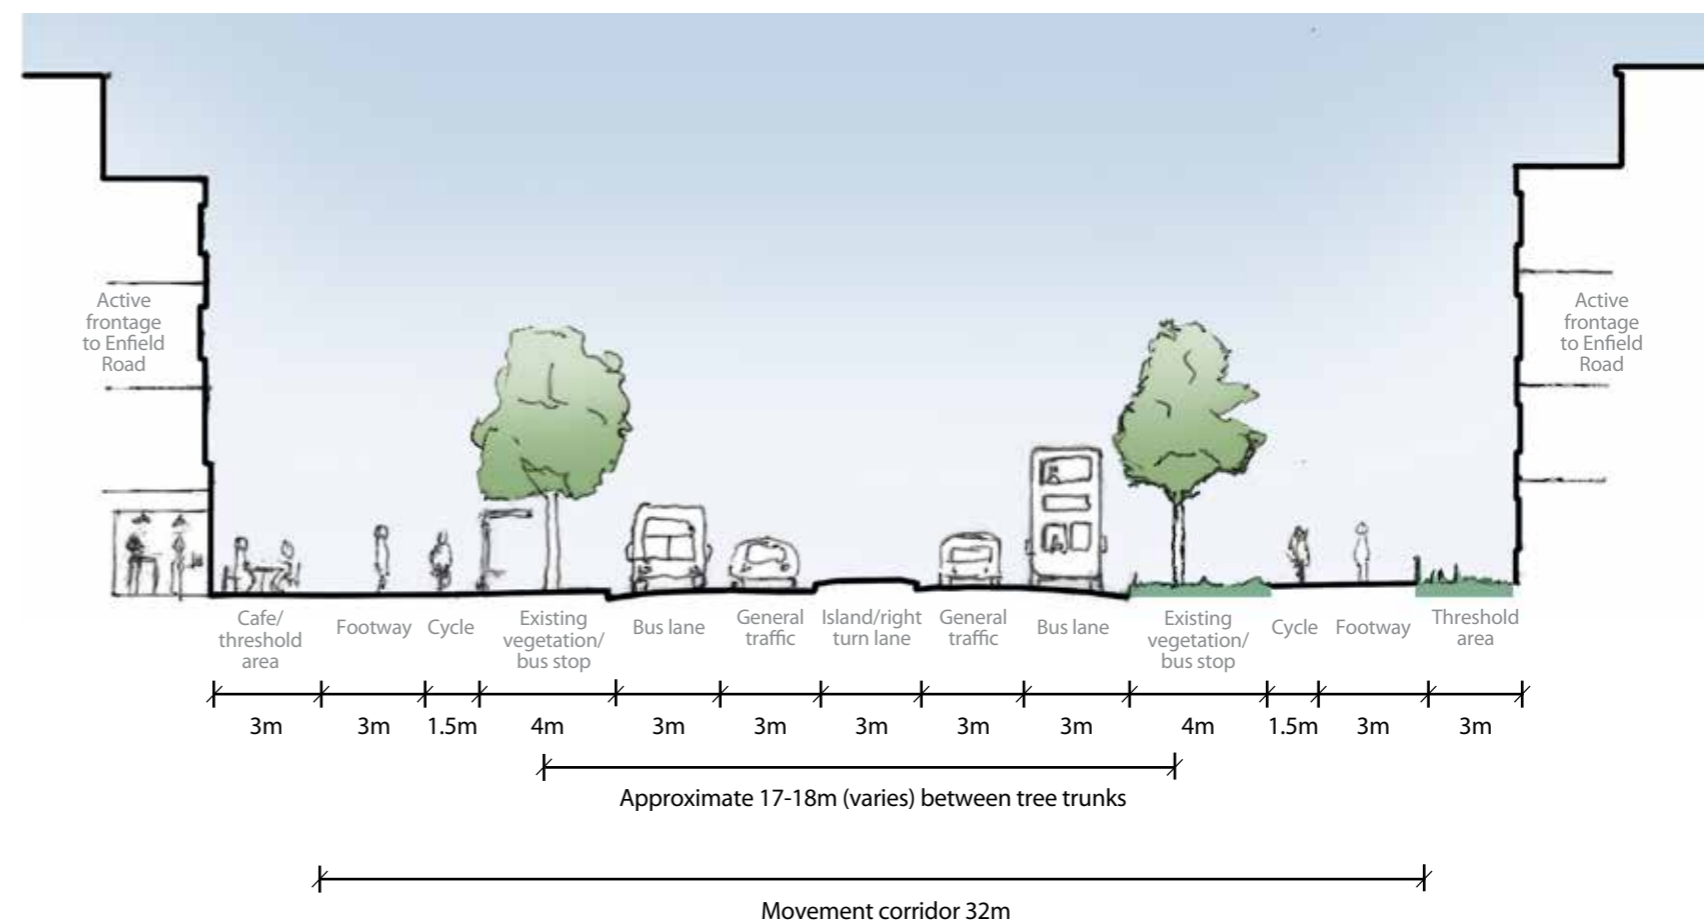 Active
frontage
to Enfield
Road
Active
frontage
to Enfield
Road
Cafe/
threshold
area
Footway
Cycle
Existing
vegetation/
bus stop
Bus lane
General
traffic
Island/right
turn lane
General
traffic
Bus lane
Existing
vegetation/
bus stop
Cycle
Footway
Threshold
area
3m
3m
1.5m
4m
3m
3m
3m
3m
3m
4m
1.5m
3m
3m
Approximate 17-18m (varies) between tree trunks
Movement corridor 32m